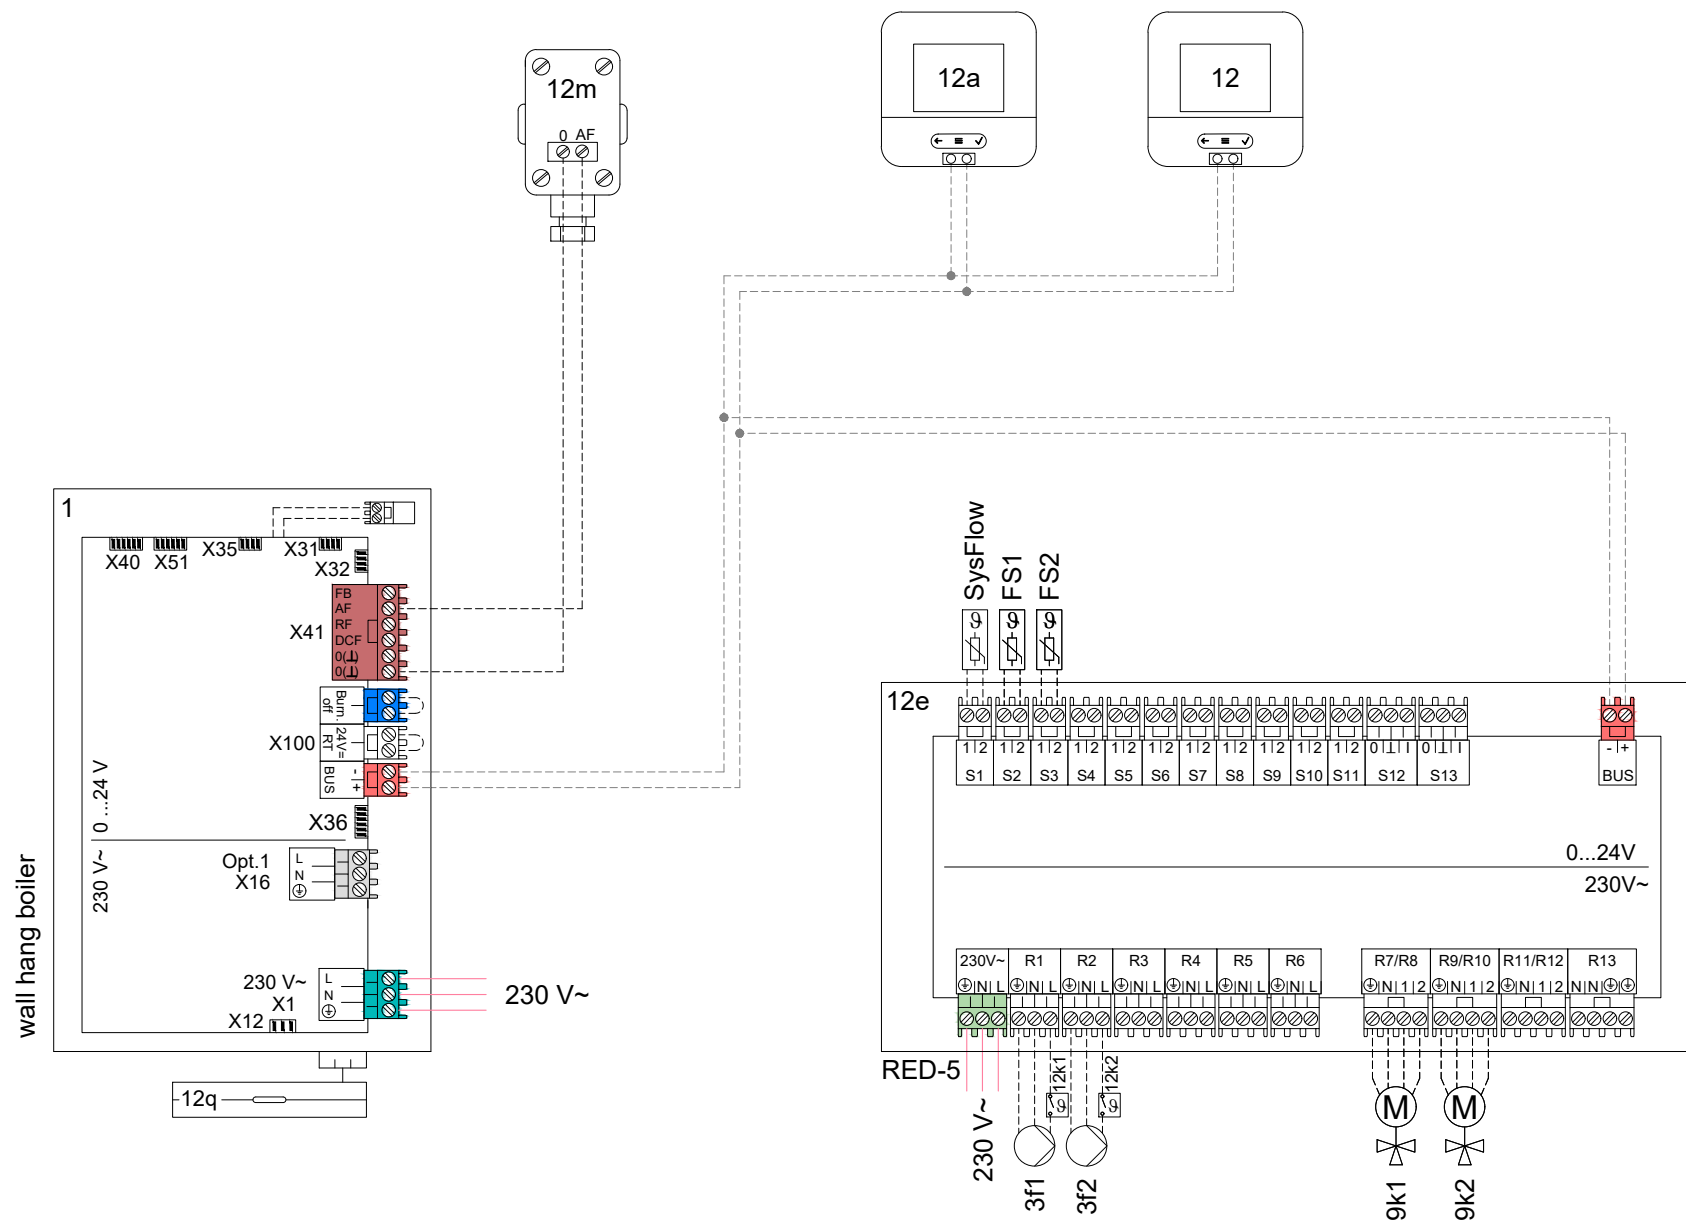 12m
0 AF
12a
12
1
X40
X51
X35
X31
X32
FB
AF
RF
DCF
0(⊥)
0(⊥)
X41
Burn.
off
24V=
RT
X100
BUS
- +
X36
0 ...24 V
230 V~
Opt.1
X16
L
N
230 V~
X1
L
N
X12
230 V~
12q
wall hang boiler
SysFlow
FS1
FS2
ϑ ϑ ϑ
12e
1|2 1|2 1|2 1|2 1|2 1|2 1|2 1|2 1|2 1|2 1|2 0|⊥|I 0|⊥|I - +
S1 S2 S3 S4 S5 S6 S7 S8 S9 S10 S11 S12 S13 BUS
0...24V
230V~
230V~ R1 R2 R3 R4 R5 R6 R7/R8 R9/R10 R11/R12 R13
⏚|N|L ⏚|N|L ⏚|N|L ⏚|N|L ⏚|N|L ⏚|N|L ⏚|N|L ⏚|N|1|2 ⏚|N|1|2 ⏚|N|1|2 N|N|⏚|⏚
RED-5
230 V~
12k1
12k2
ϑ ϑ
M M
3f1
3f2
9k1
9k2